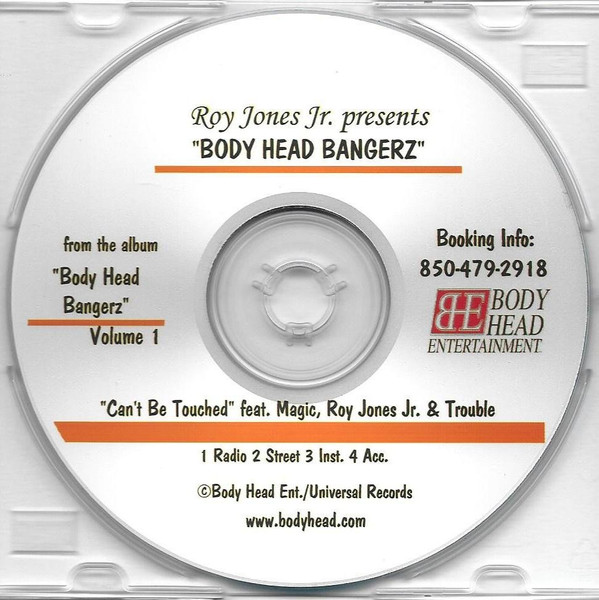 Roy Jones Jr. presents
"BODY HEAD BANGERZ"
from the album
"Body Head
Bangerz"
Volume 1
Booking Info:
850-479-2918
BHE BODY
HEAD
ENTERTAINMENT
"Can't Be Touched" feat. Magic, Roy Jones Jr. & Trouble
1 Radio 2 Street 3 Inst. 4 Acc.
©Body Head Ent./Universal Records
www.bodyhead.com